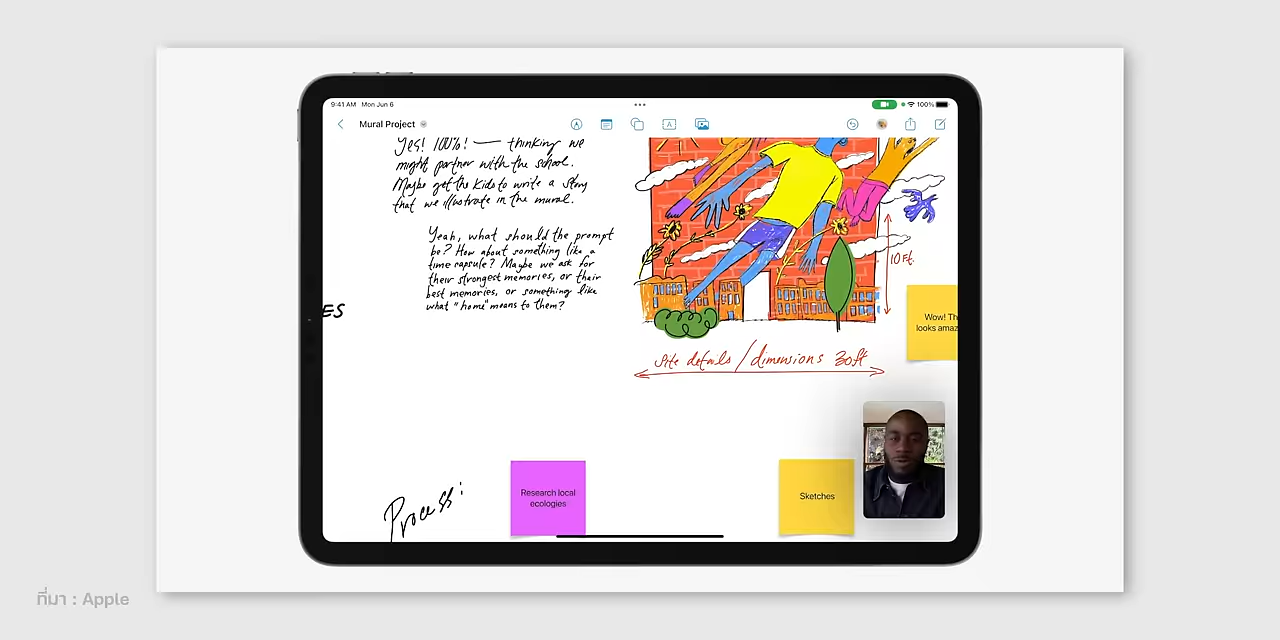 9:41 AM Mon Jun 6
100%
Mural Project
A
Yes! 100%! — thinking we
might partner with the school.
Maybe get the kids to write a story
that we illustrate in the mural.
Yeah, what should the prompt
be? How about something like a
time capsule? Maybe we ask for
their strongest memories, or their
best memories, or something like
what "home" means to them?
ES
10 Ft.
Wow! Th
looks amaz
Site details / dimensions 30ft
Process:
Research local
ecologies
Sketches
ที่มา : Apple